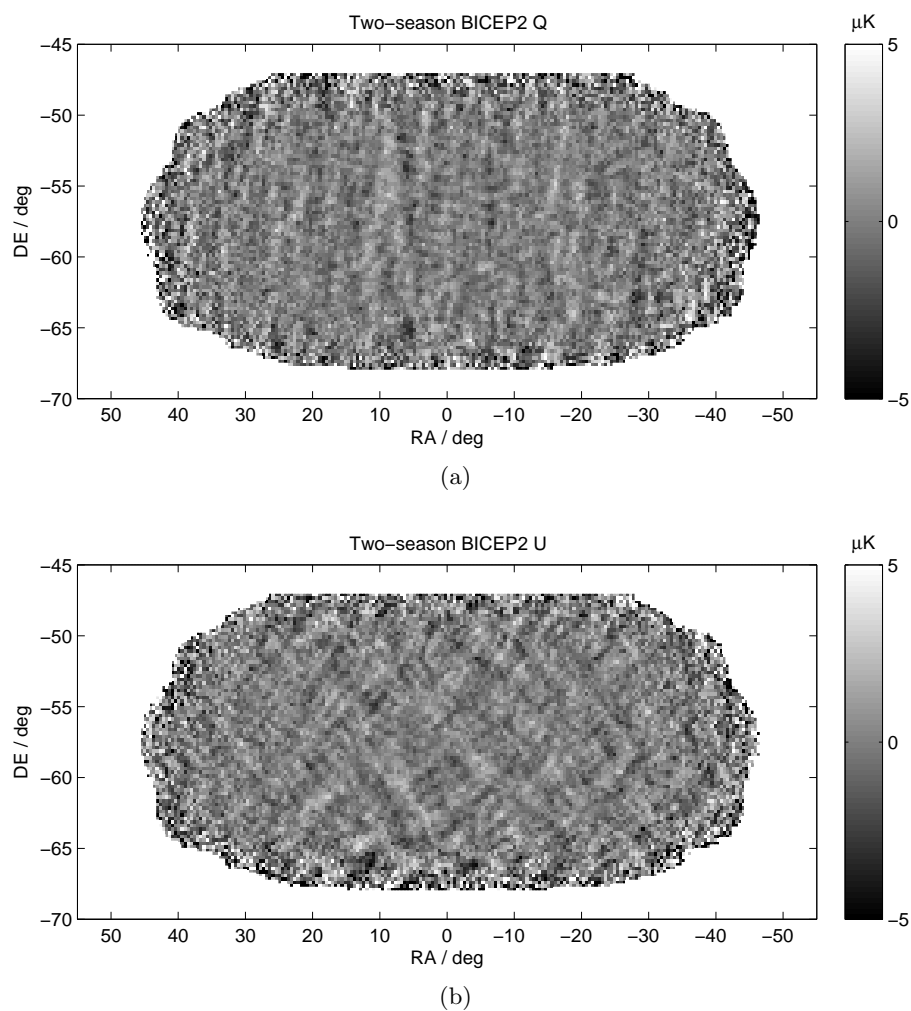 Two-season BICEP2 Q
μK
−45
−50
−55
−60
−65
−70
DE / deg
50 40 30 20 10 0 −10 −20 −30 −40 −50
RA / deg
5
0
−5
(a)
Two-season BICEP2 U
μK
−45
−50
−55
−60
−65
−70
DE / deg
50 40 30 20 10 0 −10 −20 −30 −40 −50
RA / deg
5
0
−5
(b)